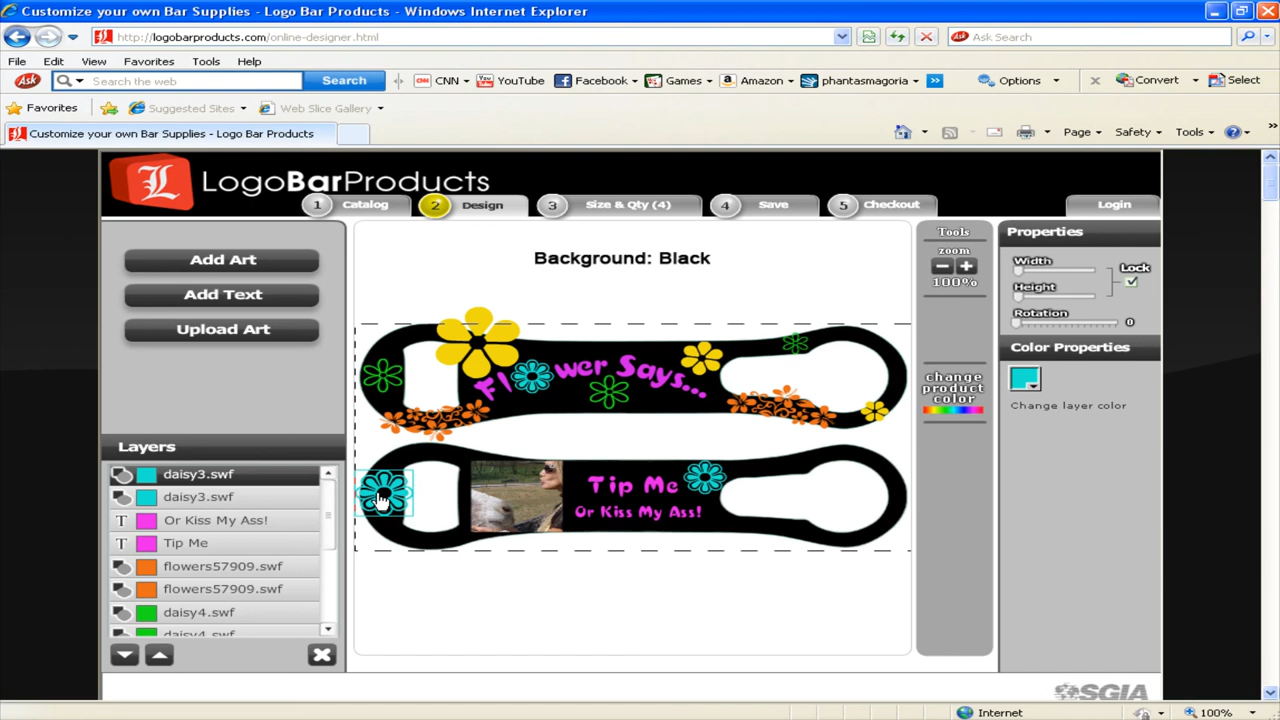 Customize your own Bar Supplies - Logo Bar Products - Windows Internet Explorer
http://logobarproducts.com/online-designer.html
Ask Search
File Edit View Favorites Tools Help
Ask Search the web Search CNN YouTube Facebook Games Amazon phantasmagoria Options Convert Select
Favorites Suggested Sites Web Slice Gallery
Customize your own Bar Supplies - Logo Bar Products
Page Safety Tools
L LogoBarProducts
1 Catalog 2 Design 3 Size & Qty (4) 4 Save 5 Checkout Login
Add Art
Add Text
Upload Art
Background: Black
Tools
zoom
100%
change
product
color
Properties
Width
Lock
Height
Rotation 0
Color Properties
Change layer color
Flower Says...
Tip Me
Or Kiss My Ass!
Layers
daisy3.swf
daisy3.swf
T Or Kiss My Ass!
T Tip Me
flowers57909.swf
flowers57909.swf
daisy4.swf
daisy4.swf
SGIA
Internet 100%